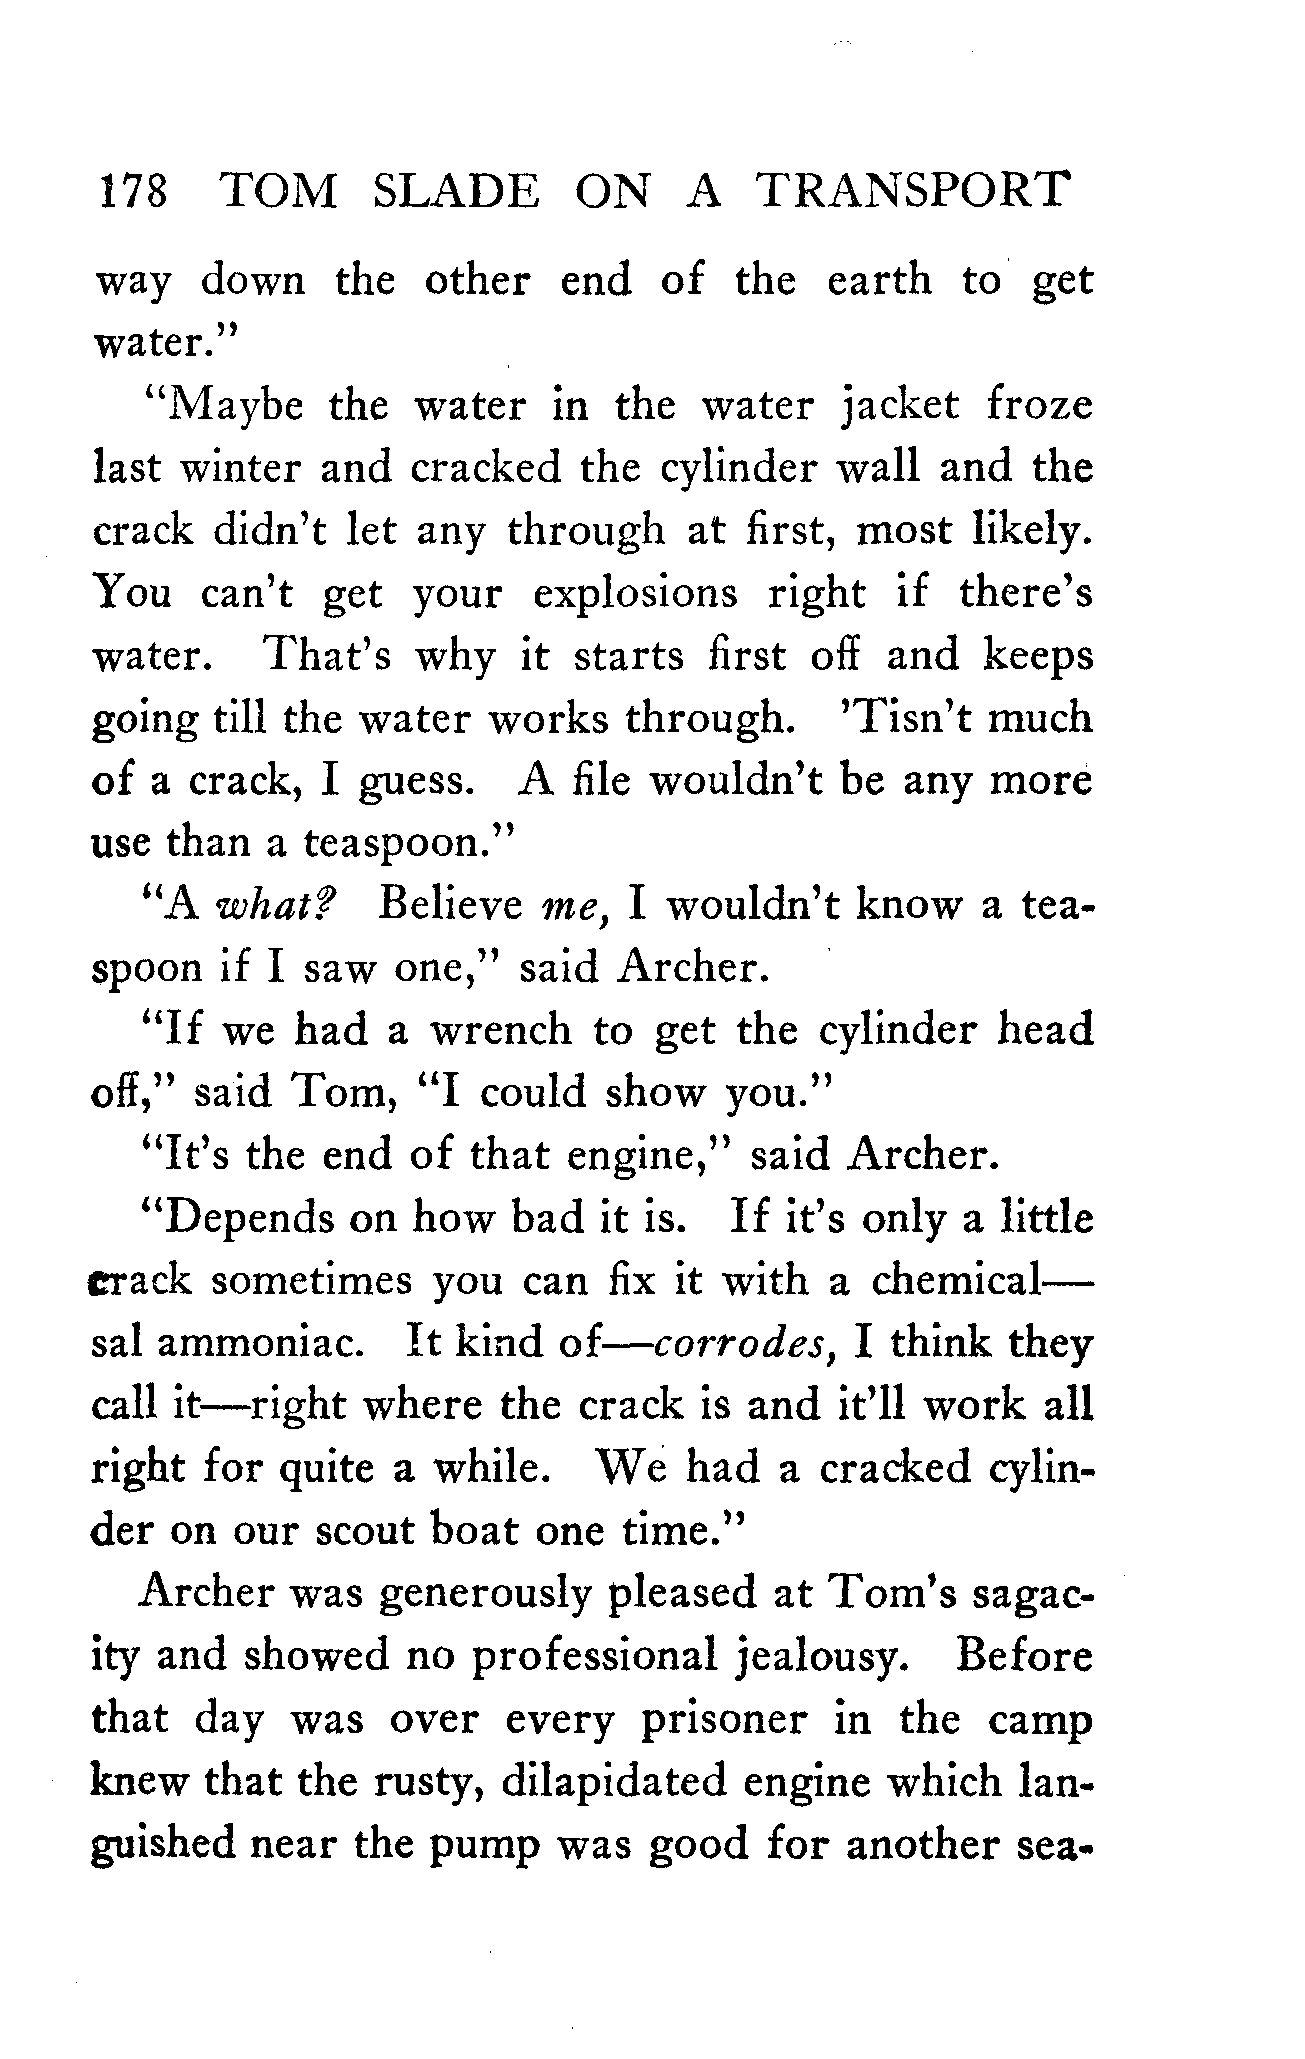 178 TOM SLADE ON A TRANSPORT
way down the other end of the earth to get
water."
"Maybe the water in the water jacket froze
last winter and cracked the cylinder wall and the
crack didn't let any through at first, most likely.
You can't get your explosions right if there's
water. That's why it starts first off and keeps
going till the water works through. 'Tisn't much
of a crack, I guess. A file wouldn't be any more
use than a teaspoon."
"A what? Believe me, I wouldn't know a tea-
spoon if I saw one," said Archer.
"If we had a wrench to get the cylinder head
off," said Tom, "I could show you."
"It's the end of that engine," said Archer.
"Depends on how bad it is. If it's only a little
crack sometimes you can fix it with a chemical—
sal ammoniac. It kind of—corrodes, I think they
call it—right where the crack is and it'll work all
right for quite a while. We had a cracked cylin-
der on our scout boat one time."
Archer was generously pleased at Tom's sagac-
ity and showed no professional jealousy. Before
that day was over every prisoner in the camp
knew that the rusty, dilapidated engine which lan-
guished near the pump was good for another sea-